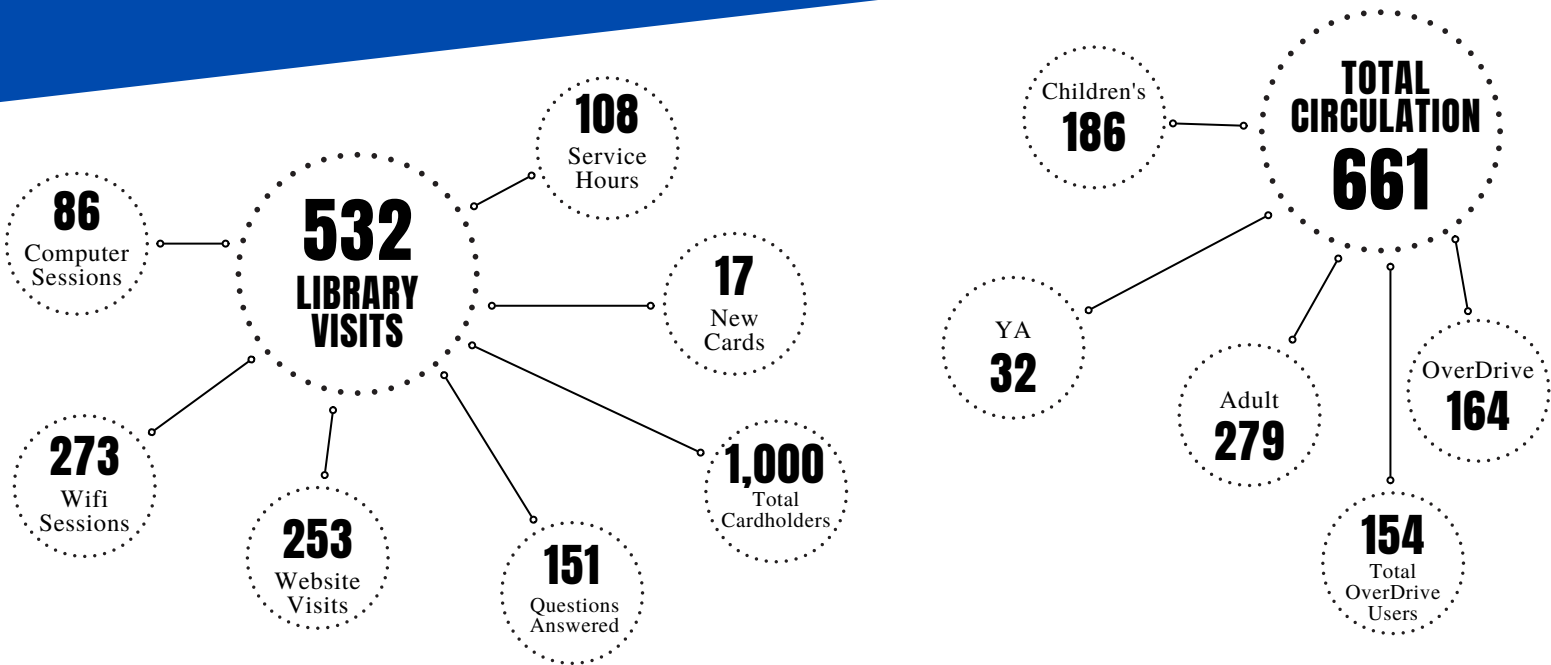 532
LIBRARY
VISITS
108
Service
Hours
86
Computer
Sessions
17
New
Cards
1,000
Total
Cardholders
273
Wifi
Sessions
253
Website
Visits
151
Questions
Answered
TOTAL
CIRCULATION
661
Children's
186
YA
32
Adult
279
OverDrive
164
154
Total
OverDrive
Users